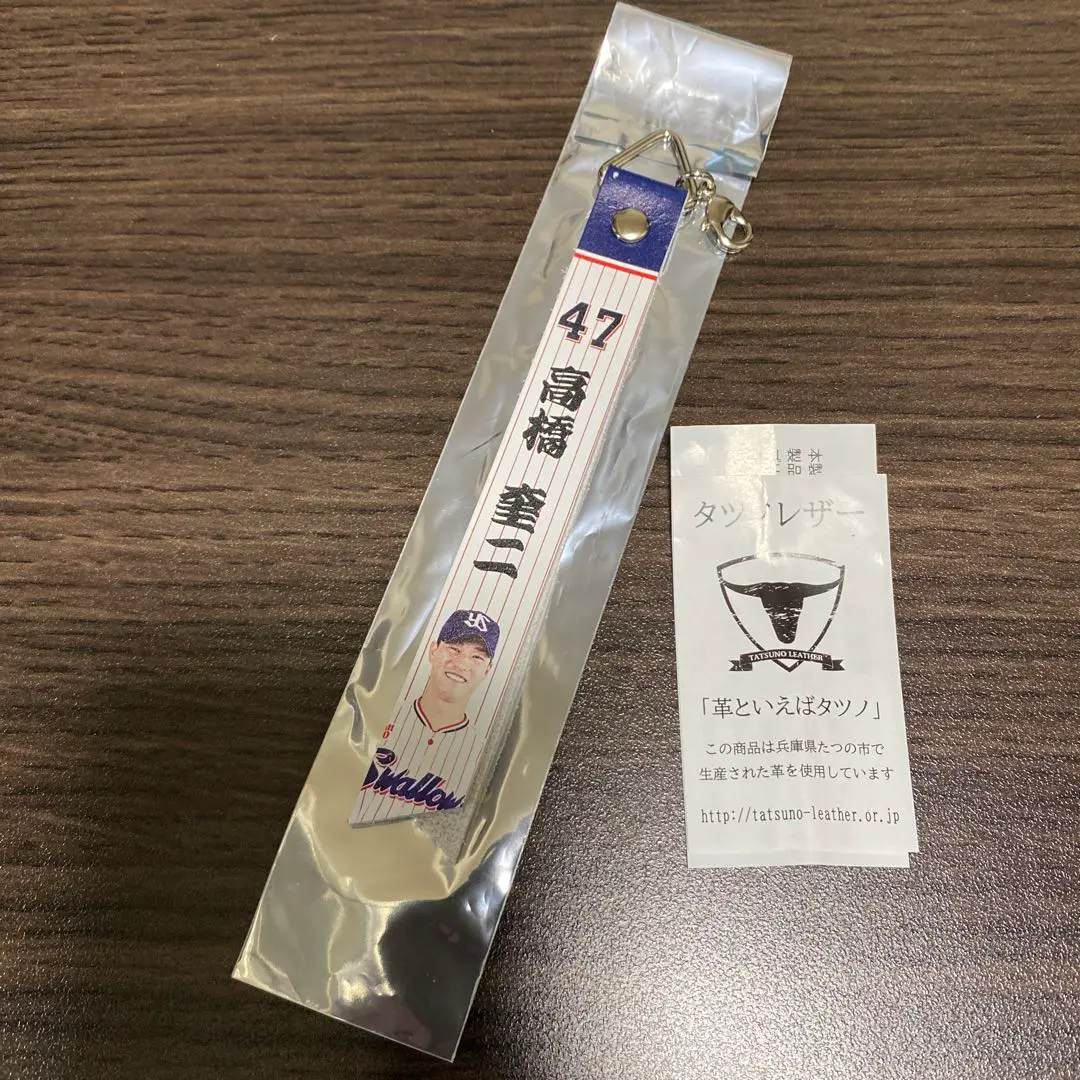 47
高橋
奎二
YS
Swallows
タツノレザー
TATSUNO LEATHER
「革といえばタツノ」
この商品は兵庫県たつの市で
生産された革を使用しています
http://tatsuno-leather.or.jp